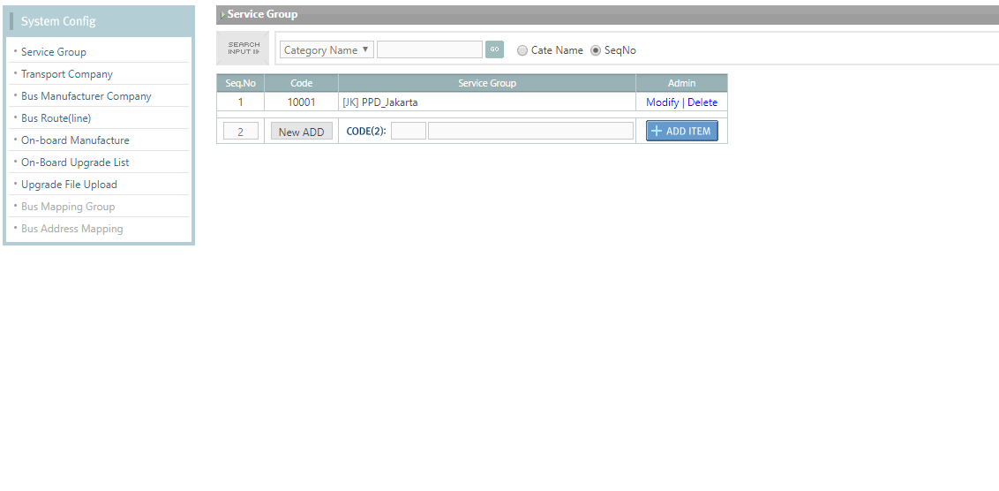 System Config
Service Group
Transport Company
Bus Manufacturer Company
Bus Route(line)
On-board Manufacture
On-Board Upgrade List
Upgrade File Upload
Bus Mapping Group
Bus Address Mapping
Service Group
SEARCH
INPUT
Category Name
GO
Cate Name
SeqNo
Seq.No Code Service Group Admin
1 10001 [JK] PPD_Jakarta Modify | Delete
2 New ADD CODE(2): ADD ITEM